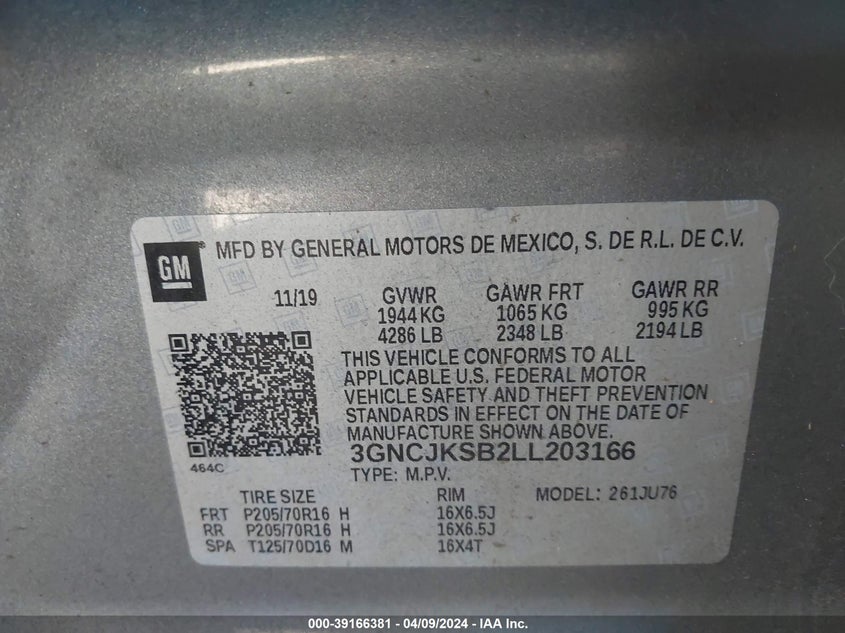 GM ® MFD BY GENERAL MOTORS DE MEXICO, S. DE R.L. DE C.V.
11/19 GVWR GAWR FRT GAWR RR
1944 KG 1065 KG 995 KG
4286 LB 2348 LB 2194 LB
THIS VEHICLE CONFORMS TO ALL
APPLICABLE U.S. FEDERAL MOTOR
VEHICLE SAFETY AND THEFT PREVENTION
STANDARDS IN EFFECT ON THE DATE OF
MANUFACTURE SHOWN ABOVE.
464C
3GNCJKSB2LL203166
TYPE: M.P.V.
TIRE SIZE RIM MODEL: 261JU76
FRT P205/70R16 H 16X6.5J
RR P205/70R16 H 16X6.5J
SPA T125/70D16 M 16X4T
000-39166381 - 04/09/2024 - IAA Inc.